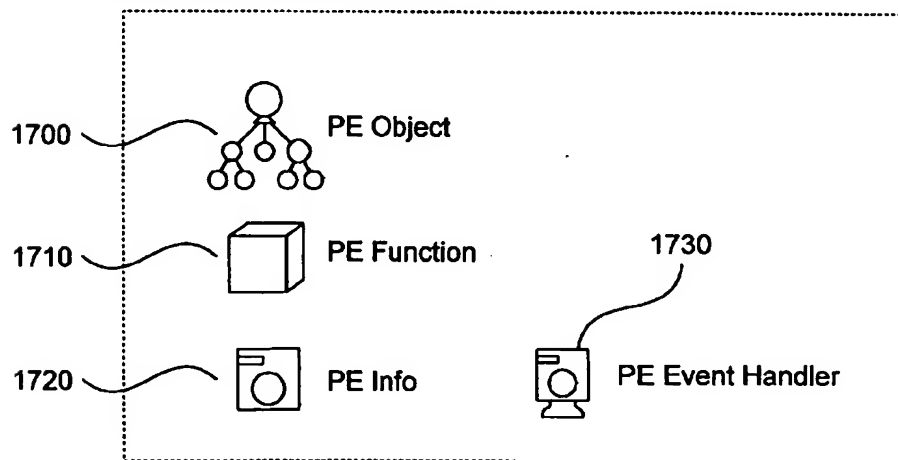 1700 PE Object
1710 PE Function
1730
1720 PE Info PE Event Handler